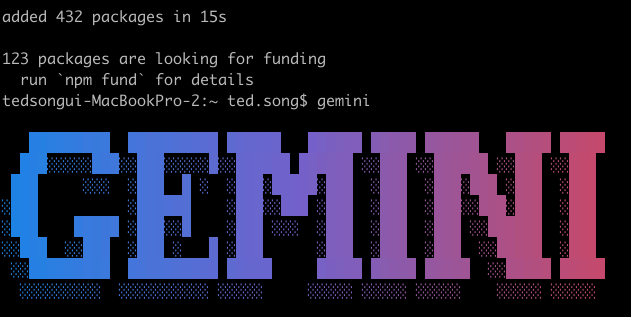 added 432 packages in 15s
123 packages are looking for funding
  run `npm fund` for details
tedsongui-MacBookPro-2:~ ted.song$ gemini
GEMINI